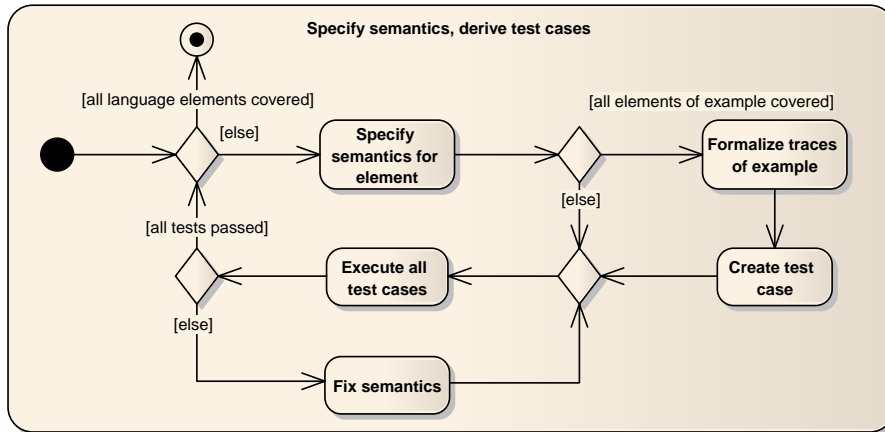 Specify semantics, derive test cases
[all language elements covered]
[all elements of example covered]
[else]
Specify
semantics for
element
Formalize traces
of example
[else]
[all tests passed]
Execute all
test cases
Create test
case
[else]
Fix semantics